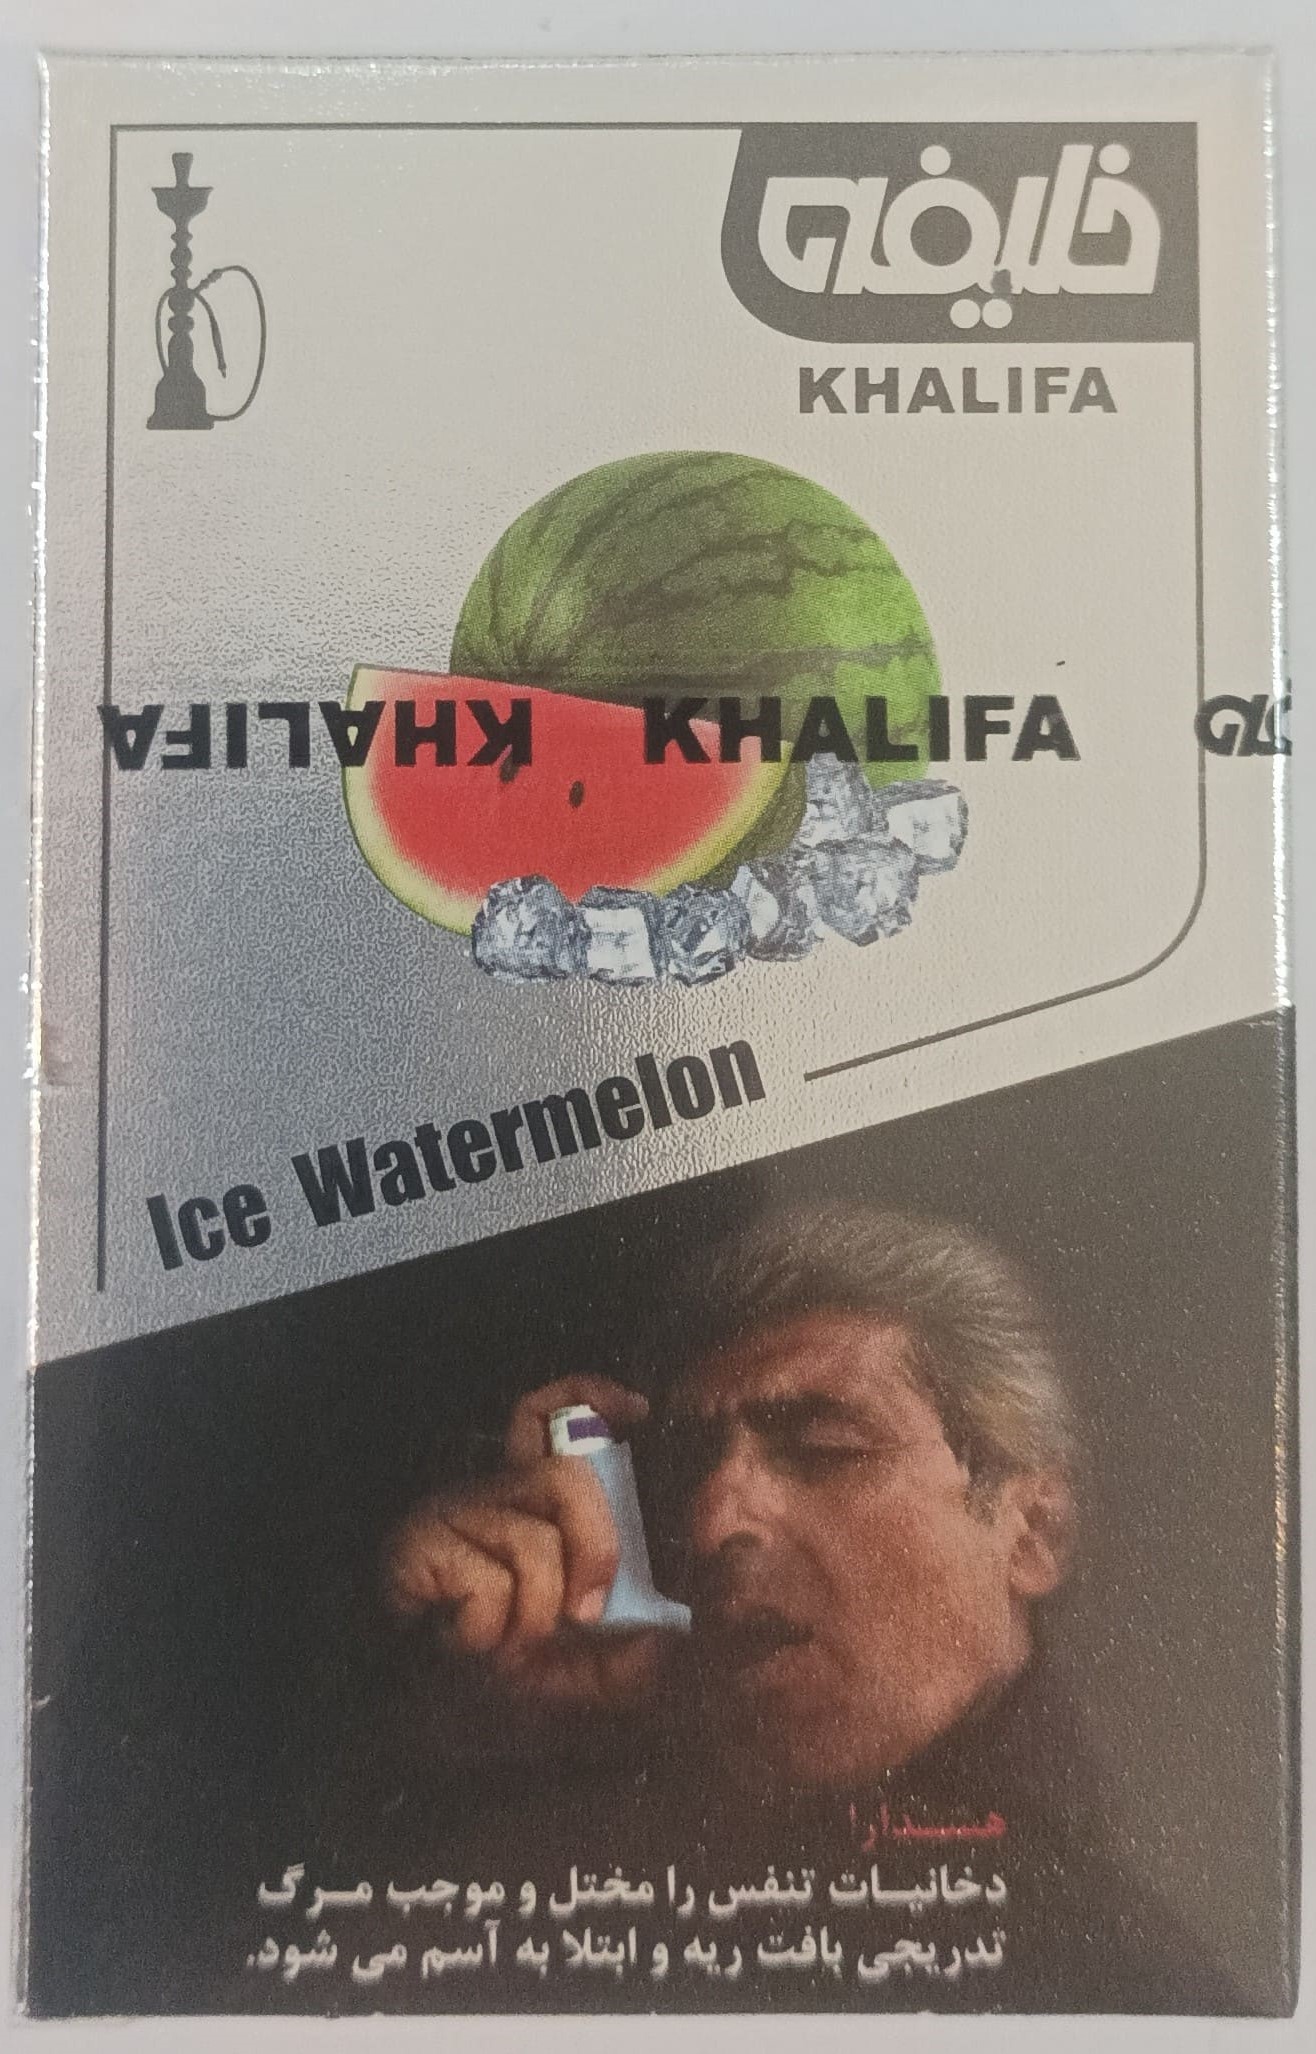 خلیفه
KHALIFA
KHALIFA KHALIFA
Ice Watermelon
هشدار!
دخانیات تنفس را مختل و موجب مرگ
تدریجی بافت ریه و ابتلا به آسم می شود.